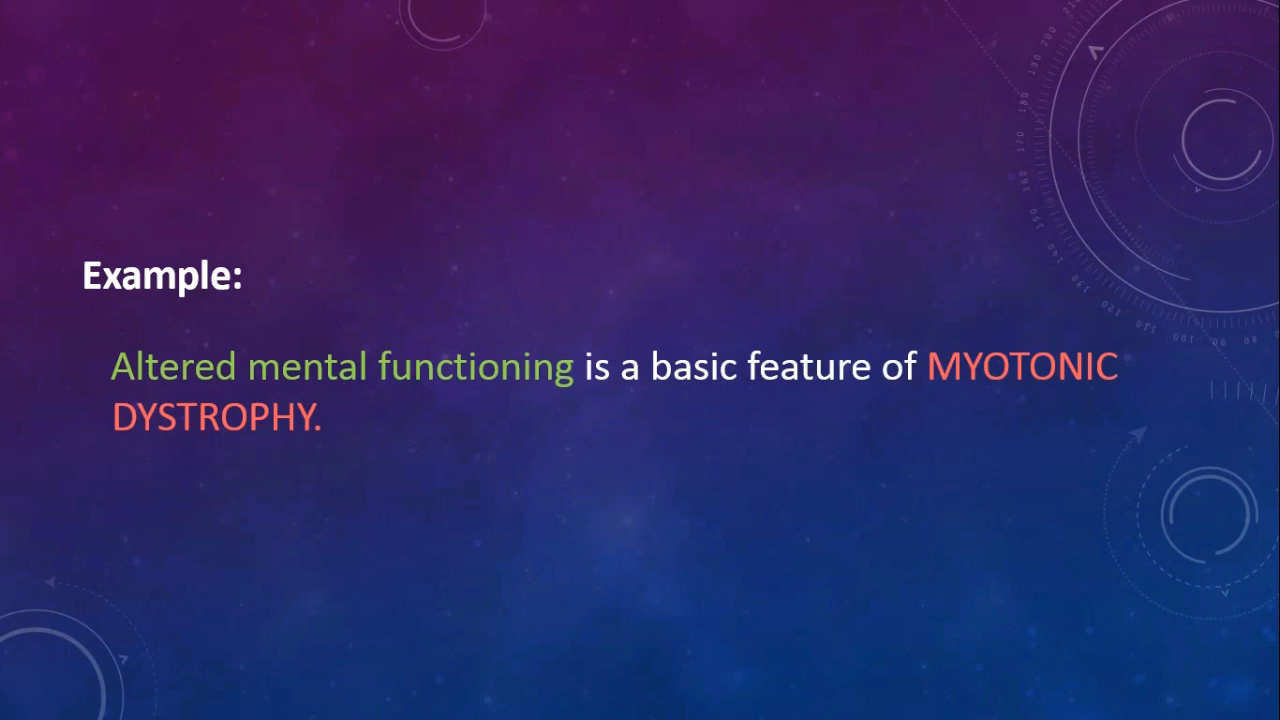 Example:
Altered mental functioning is a basic feature of MYOTONIC
DYSTROPHY.